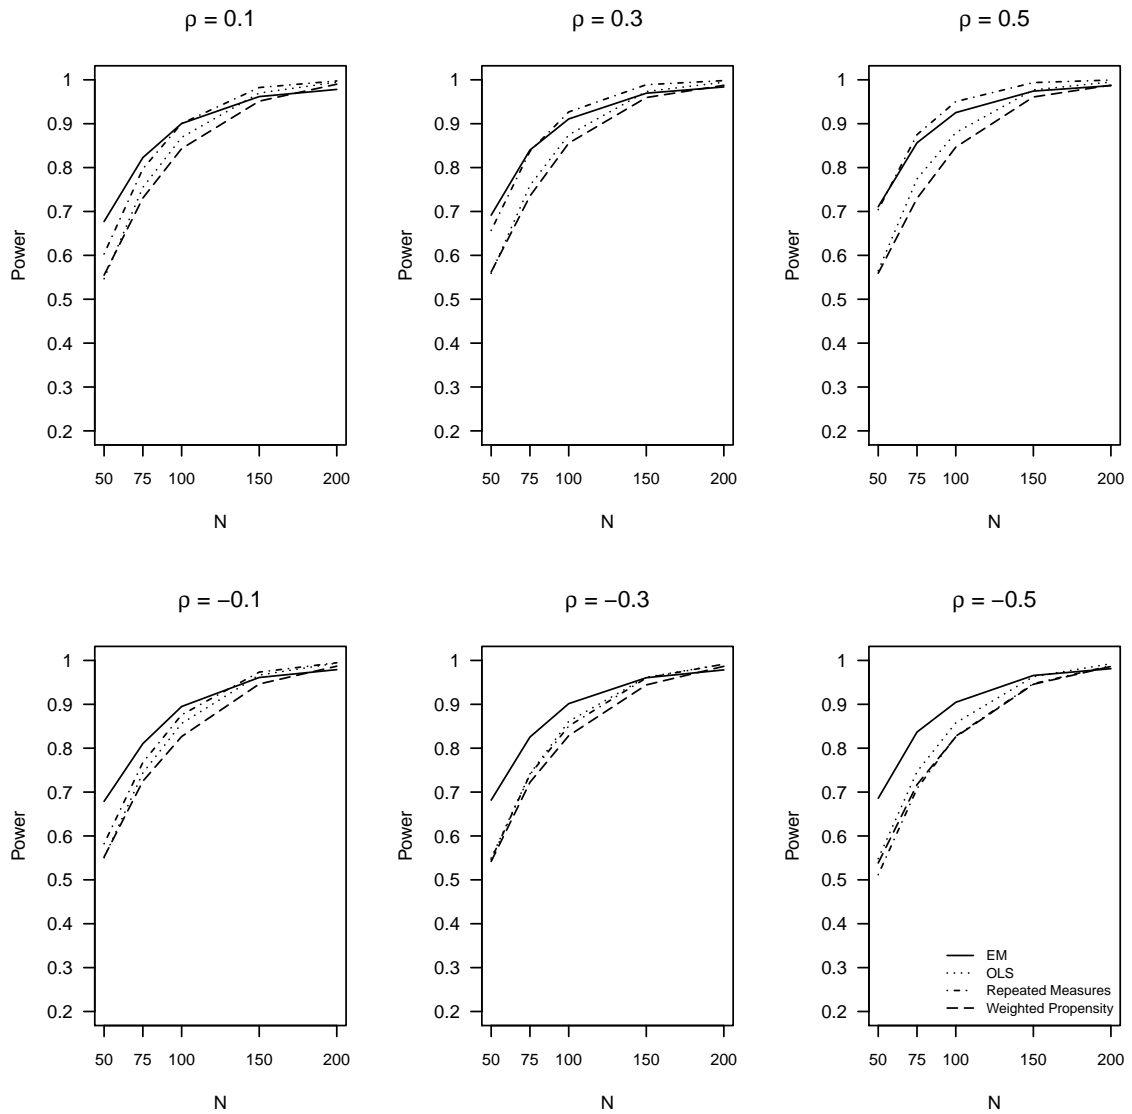 ρ = 0.1
1
0.9
0.8
0.7
0.6
0.5
0.4
0.3
0.2
Power
50 75 100 150 200
N
ρ = 0.3
1
0.9
0.8
0.7
0.6
0.5
0.4
0.3
0.2
Power
50 75 100 150 200
N
ρ = 0.5
1
0.9
0.8
0.7
0.6
0.5
0.4
0.3
0.2
Power
50 75 100 150 200
N
ρ = −0.1
1
0.9
0.8
0.7
0.6
0.5
0.4
0.3
0.2
Power
50 75 100 150 200
N
ρ = −0.3
1
0.9
0.8
0.7
0.6
0.5
0.4
0.3
0.2
Power
50 75 100 150 200
N
ρ = −0.5
1
0.9
0.8
0.7
0.6
0.5
0.4
0.3
0.2
Power
EM
OLS
Repeated Measures
Weighted Propensity
50 75 100 150 200
N